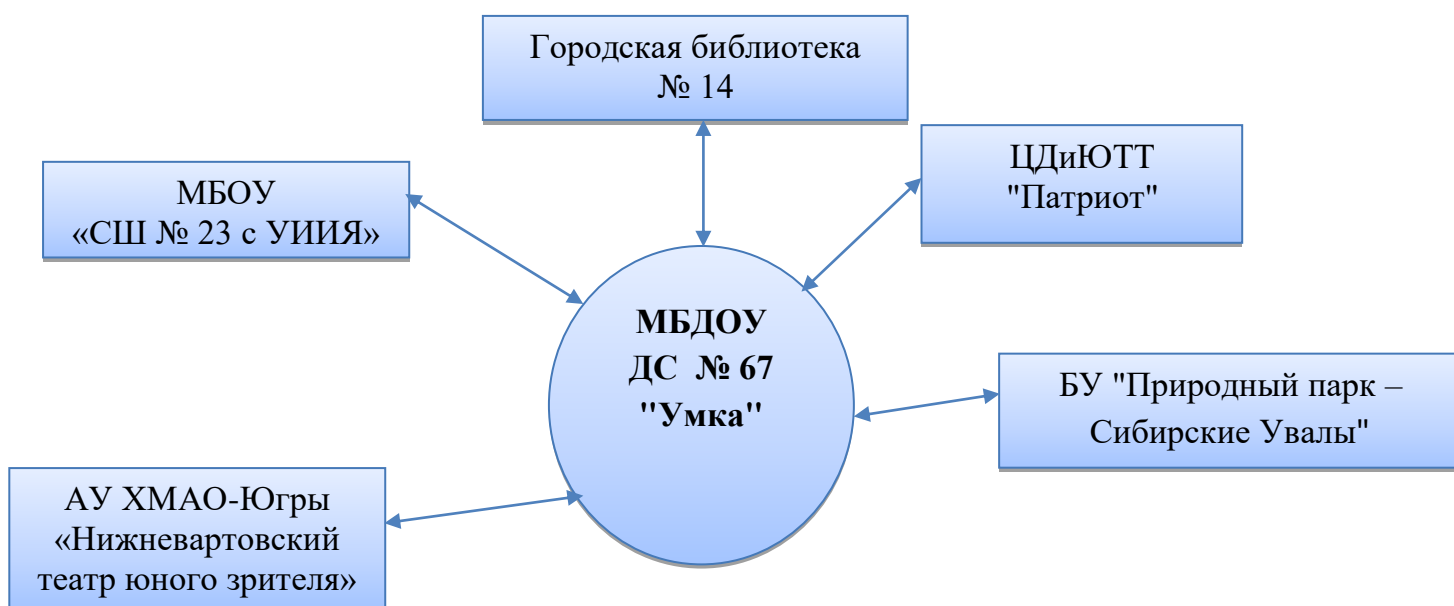 Городская библиотека
№ 14
ЦДиЮТТ
"Патриот"
МБОУ
«СШ № 23 с УИИЯ»
МБДОУ
ДС № 67
"Умка"
БУ "Природный парк –
Сибирские Увалы"
АУ ХМАО-Югры
«Нижневартовский
театр юного зрителя»